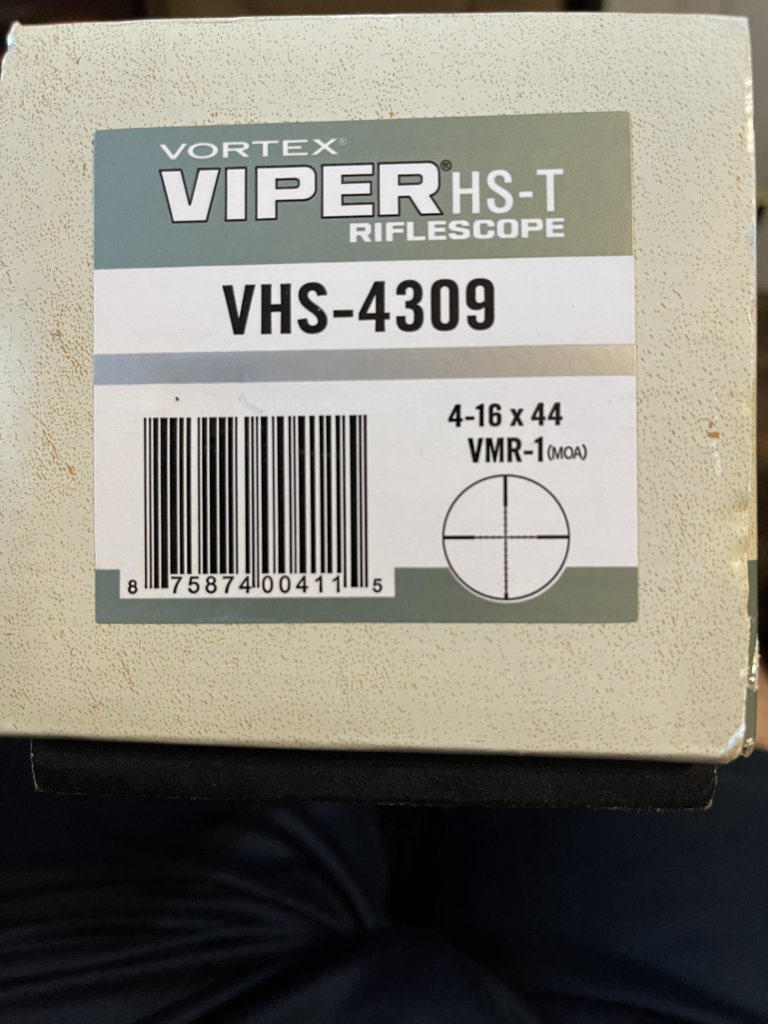 VORTEX®
VIPER® HS-T
RIFLESCOPE
VHS-4309
4-16 x 44
VMR-1(MOA)
8 75874 00411 5